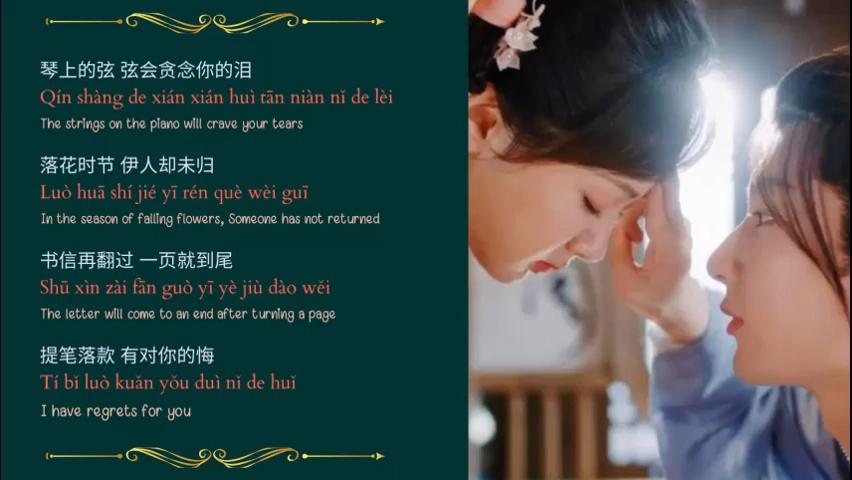 琴上的弦 弦会贪念你的泪
Qín shàng de xián xián huì tān niàn nǐ de lèi
The strings on the piano will crave your tears
落花时节 伊人却未归
Luò huā shí jié yī rén què wèi guī
In the season of falling flowers, Someone has not returned
书信再翻过 一页就到尾
Shū xìn zài fān guò yī yè jiù dào wěi
The letter will come to an end after turning a page
提笔落款 有对你的悔
Tí bǐ luò kuǎn yǒu duì nǐ de huǐ
I have regrets for you